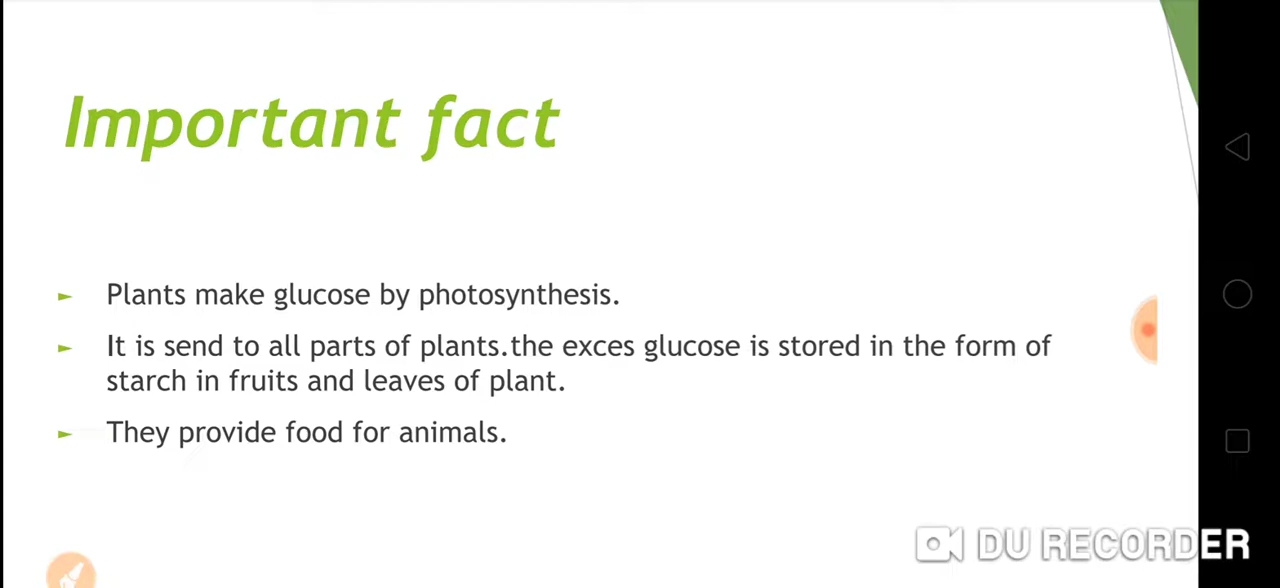 Important fact
Plants make glucose by photosynthesis.
It is send to all parts of plants.the exces glucose is stored in the form of
starch in fruits and leaves of plant.
They provide food for animals.
DU RECORDER